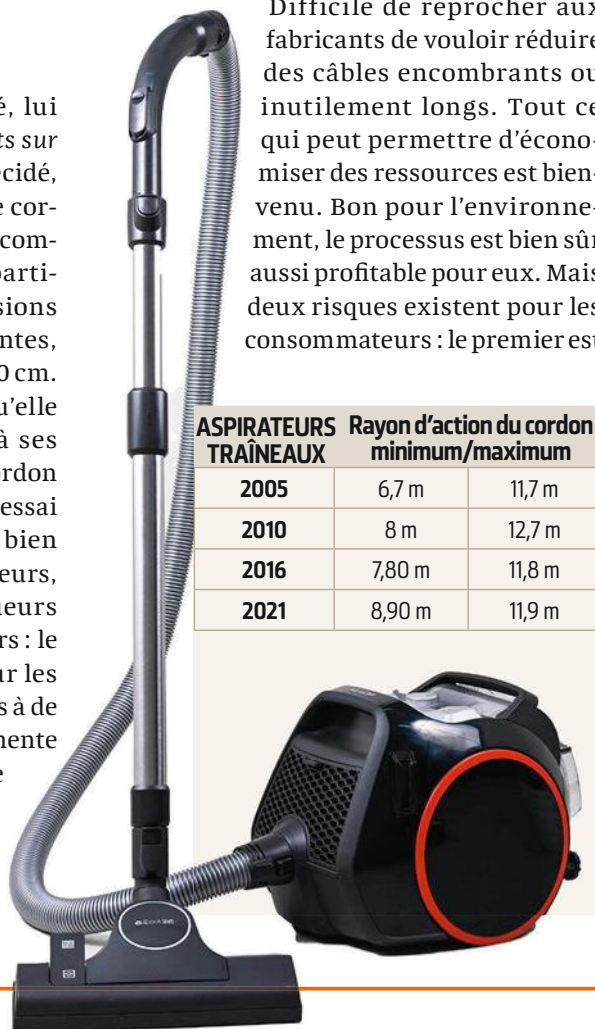 é, lui
ts sur
cidé,
e cor-
com-
parti-
sions
ntes,
0 cm.
u’elle
à ses
rdon
essai
bien
eurs,
ueurs
rs : le
ur les
s à de
mente
e
Difficile de reprocher aux
fabricants de vouloir réduire
des câbles encombrants ou
inutilement longs. Tout ce
qui peut permettre d’écono-
miser des ressources est bien-
venu. Bon pour l’environne-
ment, le processus est bien sûr
aussi profitable pour eux. Mais
deux risques existent pour les
consommateurs : le premier est
ASPIRATEURS TRAÎNEAUX Rayon d’action du cordon minimum/maximum
2005 6,7 m 11,7 m
2010 8 m 12,7 m
2016 7,80 m 11,8 m
2021 8,90 m 11,9 m